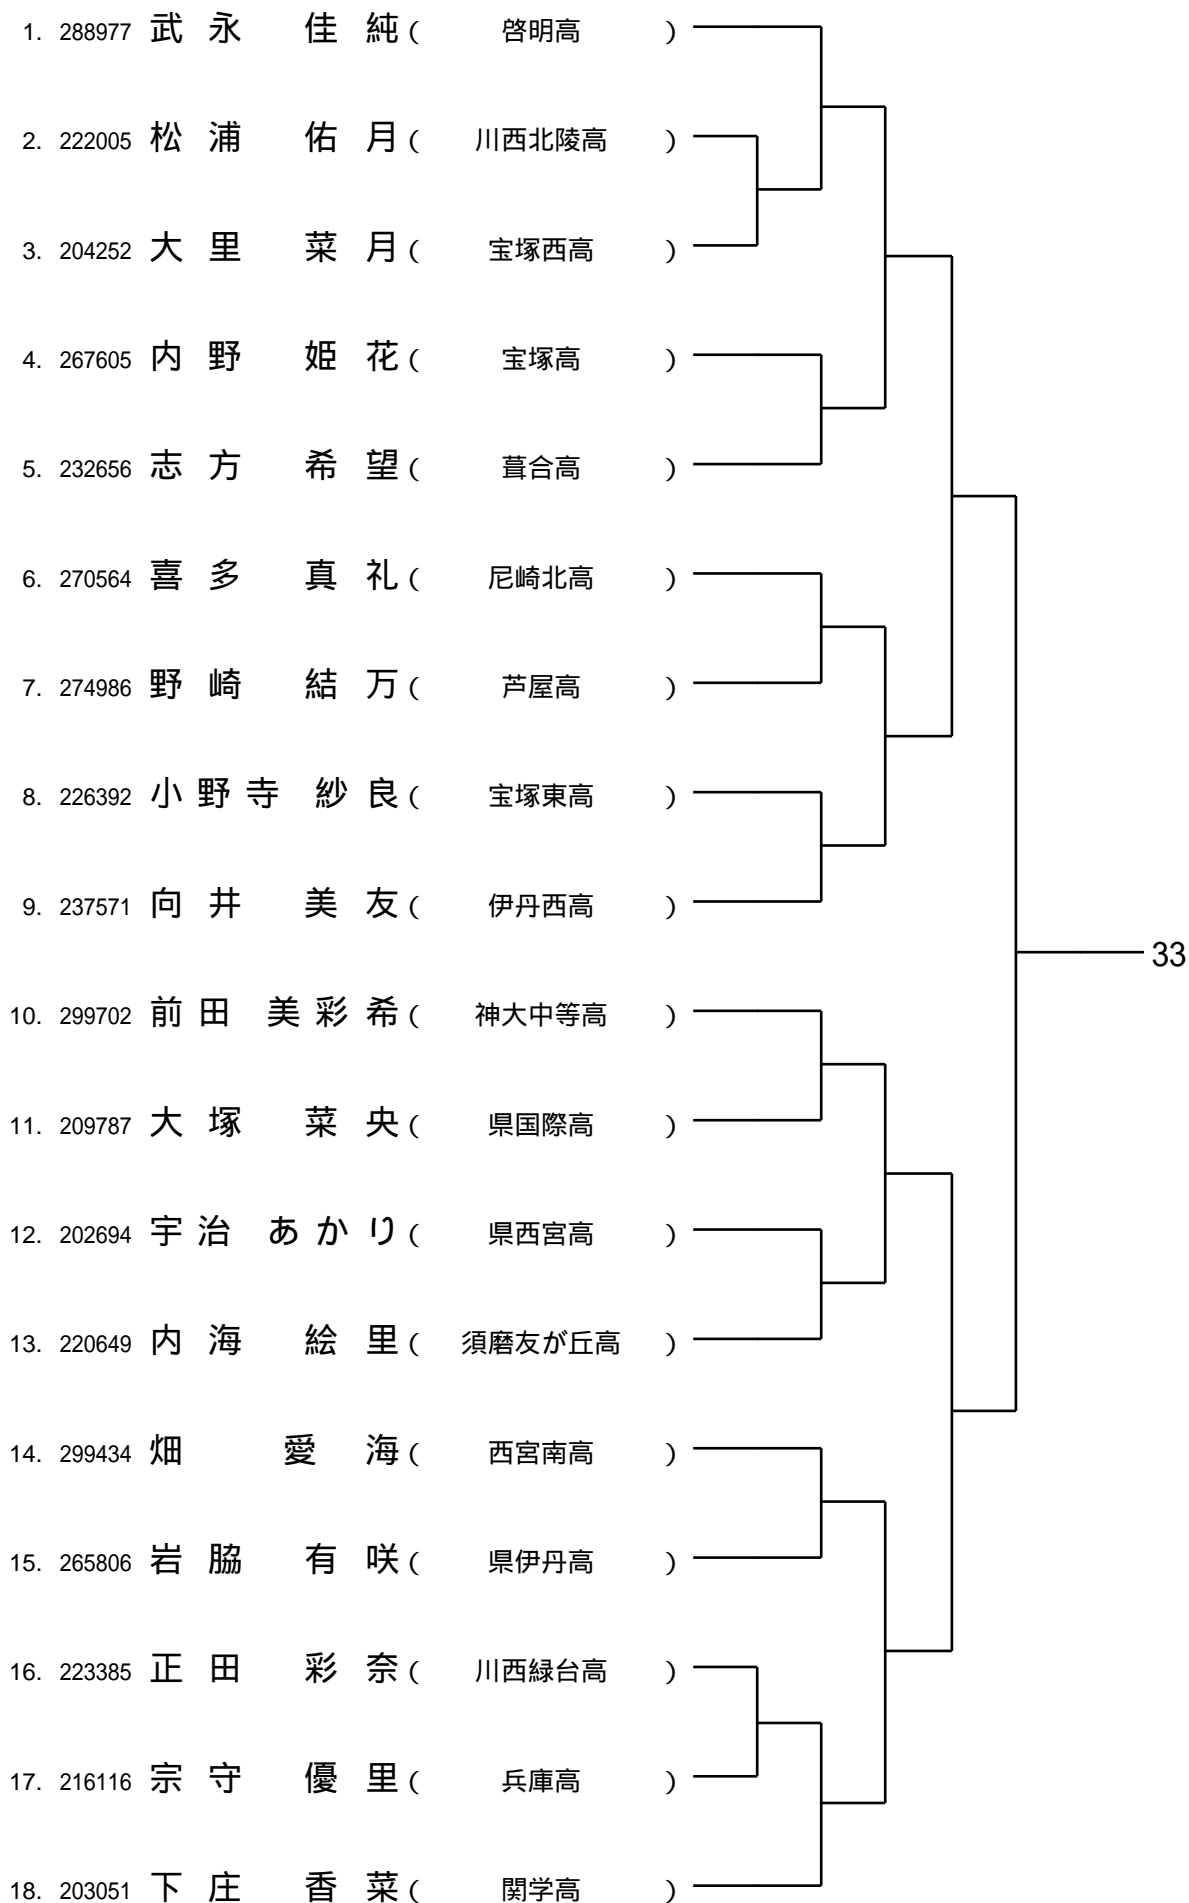 1. 288977 武永 佳純 ( 啓明高 )
2. 222005 松浦 佑月 ( 川西北陵高 )
3. 204252 大里 菜月 ( 宝塚西高 )
4. 267605 内野 姫花 ( 宝塚高 )
5. 232656 志方 希望 ( 葺合高 )
6. 270564 喜多 真礼 ( 尼崎北高 )
7. 274986 野崎 結万 ( 芦屋高 )
8. 226392 小野寺 紗良 ( 宝塚東高 )
9. 237571 向井 美友 ( 伊丹西高 )
33
10. 299702 前田 美彩希 ( 神大中等高 )
11. 209787 大塚 菜央 ( 県国際高 )
12. 202694 宇治 あかり ( 県西宮高 )
13. 220649 内海 絵里 ( 須磨友が丘高 )
14. 299434 畑 愛海 ( 西宮南高 )
15. 265806 岩脇 有咲 ( 県伊丹高 )
16. 223385 正田 彩奈 ( 川西緑台高 )
17. 216116 宗守 優里 ( 兵庫高 )
18. 203051 下庄 香菜 ( 関学高 )